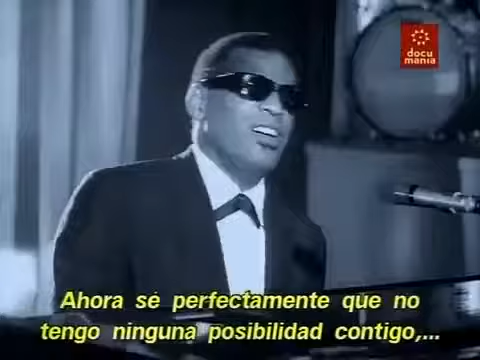 docu
mania
Ahora sé perfectamente que no
tengo ninguna posibilidad contigo,...